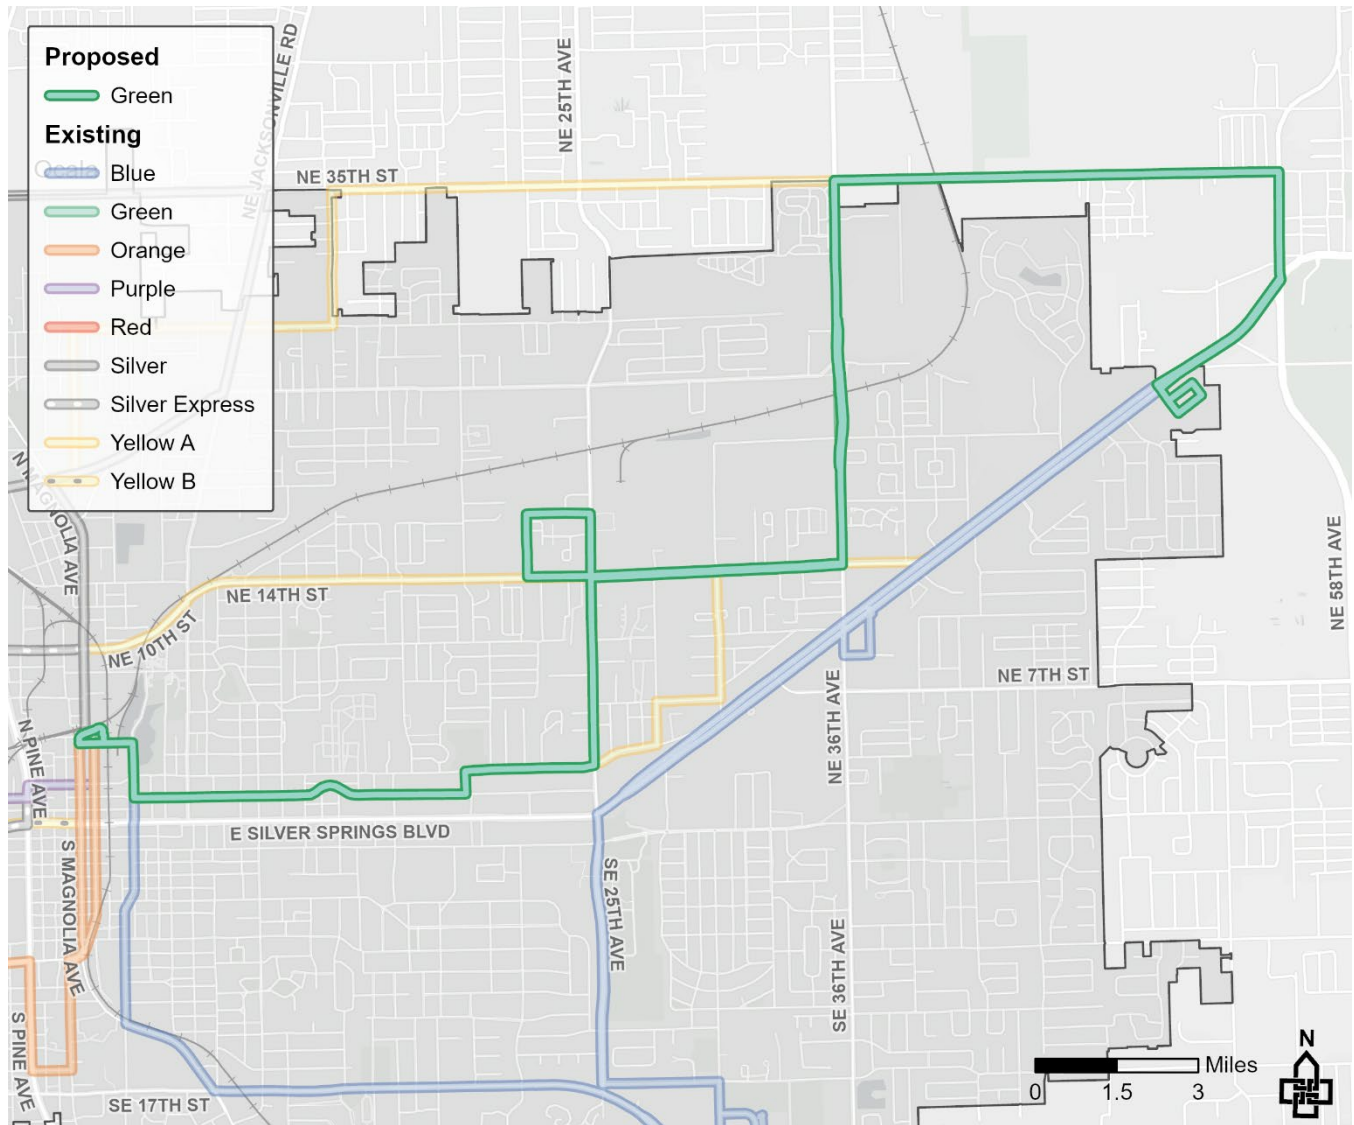 Proposed
Green
Existing
Blue
Green
Orange
Purple
Red
Silver
Silver Express
Yellow A
Yellow B
Ocala
NE JACKSONVILLE RD
NE 25TH AVE
NE 35TH ST
N MAGNOLIA AVE
NE 14TH ST
NE 10TH ST
NE 58TH AVE
NE 7TH ST
NE 36TH AVE
N PINE AVE
E SILVER SPRINGS BLVD
S MAGNOLIA AVE
SE 25TH AVE
SE 36TH AVE
S PINE AVE
SE 17TH ST
N
Miles
0 1.5 3